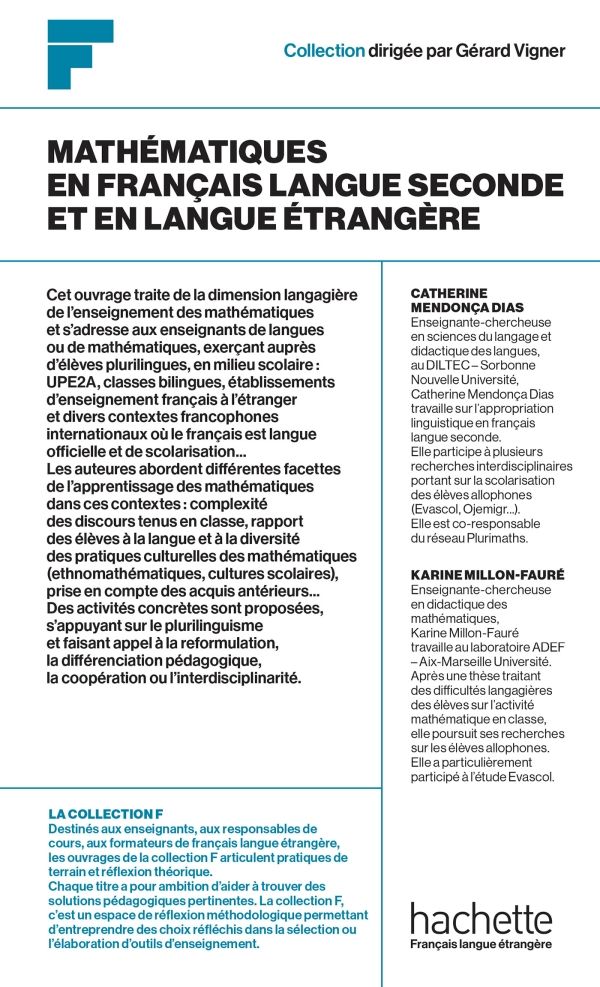 F
Collection dirigée par Gérard Vigner
MATHÉMATIQUES
EN FRANÇAIS LANGUE SECONDE
ET EN LANGUE ÉTRANGÈRE
Cet ouvrage traite de la dimension langagière
de l'enseignement des mathématiques
et s'adresse aux enseignants de langues
ou de mathématiques, exerçant auprès
d'élèves plurilingues, en milieu scolaire :
UPE2A, classes bilingues, établissements
d'enseignement français à l'étranger
et divers contextes francophones
internationaux où le français est langue
officielle et de scolarisation...
Les auteures abordent différentes facettes
de l'apprentissage des mathématiques
dans ces contextes : complexité
des discours tenus en classe, rapport
des élèves à la langue et à la diversité
des pratiques culturelles des mathématiques
(ethnomathématiques, cultures scolaires),
prise en compte des acquis antérieurs...
Des activités concrètes sont proposées,
s'appuyant sur le plurilinguisme
et faisant appel à la reformulation,
la différenciation pédagogique,
la coopération ou l'interdisciplinarité.
CATHERINE
MENDONÇA DIAS
Enseignante-chercheuse
en sciences du langage et
didactique des langues,
au DILTEC – Sorbonne
Nouvelle Université,
Catherine Mendonça Dias
travaille sur l'appropriation
linguistique en français
langue seconde.
Elle participe à plusieurs
recherches interdisciplinaires
portant sur la scolarisation
des élèves allophones
(Evascol, Ojemigr...).
Elle est co-responsable
du réseau Plurimaths.
KARINE MILLON-FAURÉ
Enseignante-chercheuse
en didactique des
mathématiques,
Karine Millon-Fauré
travaille au laboratoire ADEF
– Aix-Marseille Université.
Après une thèse traitant
des difficultés langagières
des élèves sur l'activité
mathématique en classe,
elle poursuit ses recherches
sur les élèves allophones.
Elle a particulièrement
participé à l'étude Evascol.
LA COLLECTION F
Destinés aux enseignants, aux responsables de
cours, aux formateurs de français langue étrangère,
les ouvrages de la collection F articulent pratiques de
terrain et réflexion théorique.
Chaque titre a pour ambition d'aider à trouver des
solutions pédagogiques pertinentes. La collection F,
c'est un espace de réflexion méthodologique permettant
d'entreprendre des choix réfléchis dans la sélection ou
l'élaboration d'outils d'enseignement.
hachette
Français langue étrangère